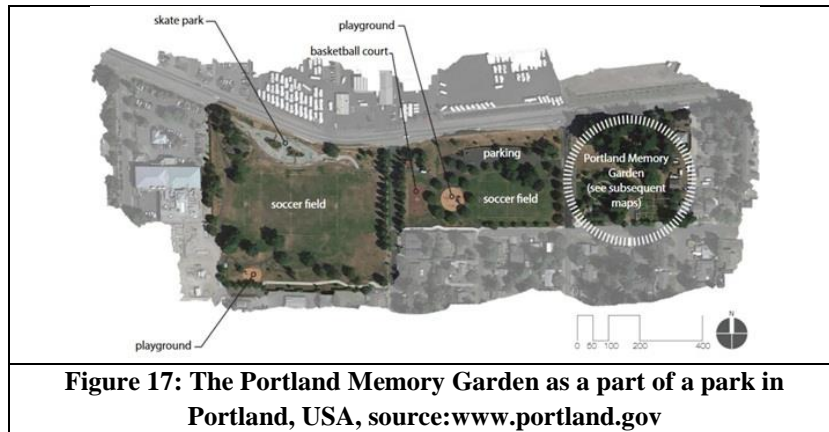 skate park
playground
basketball court
parking
Portland Memory
Garden
(see subsequent
maps)
soccer field
soccer field
playground
N
0 50 100 200 400
Figure 17: The Portland Memory Garden as a part of a park in
Portland, USA, source:www.portland.gov